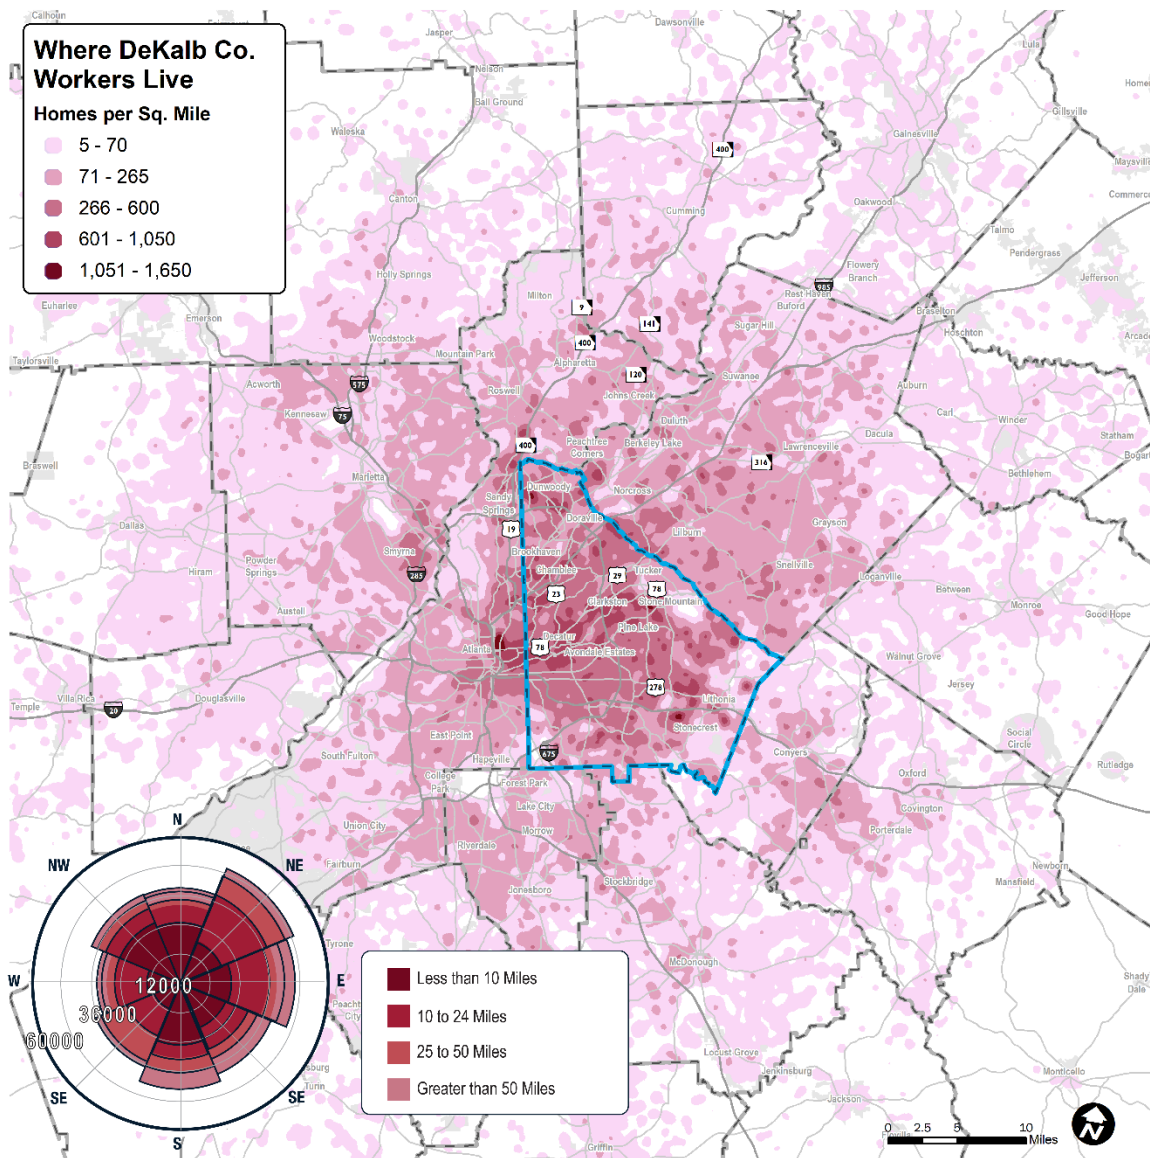 Where DeKalb Co.
Workers Live
Homes per Sq. Mile
5 - 70
71 - 265
266 - 600
601 - 1,050
1,051 - 1,650
Calhoun
Jasper
Dawsonville
Lula
Nelson
Ball Ground
Gillsville
Homer
Waleska
400
Gainesville
Maysville
Canton
Commerce
Cumming
Oakwood
Talmo
Pendergrass
Holly Springs
Flowery
Branch
Jefferson
985
Euharlee
Emerson
Milton
9
Rest Haven
Buford
Braselton
Hoschton
141
Sugar Hill
Arcade
Woodstock
400
Mountain Park
Taylorsville
Alpharetta
120
Suwanee
Acworth
575
Roswell
Johns Creek
Auburn
Kennesaw
75
Duluth
Carl
Winder
Dacula
Statham
400
Peachtree
Corners
Berkeley Lake
Lawrenceville
Bogart
316
Braswell
Marietta
Bethlehem
Dunwoody
Norcross
Sandy
Springs
Doraville
Grayson
Dallas
19
Lilburn
Smyrna
Brookhaven
Powder
Springs
Hiram
285
Chamblee
29
Tucker
Snellville
Loganville
78
Between
23
Clarkston
Stone Mountain
Monroe
Good Hope
Austell
Pine Lake
Decatur
Atlanta
78
Avondale Estates
Walnut Grove
Jersey
278
Lithonia
Villa Rica
Douglasville
Temple
20
Stonecrest
East Point
Social
Circle
South Fulton
Hapeville
675
Conyers
Rutledge
College
Park
Forest Park
Oxford
Lake City
Covington
Union City
Morrow
Porterdale
Riverdale
Fairburn
Newborn
Jonesboro
Stockbridge
Mansfield
Tyrone
McDonough
Shady
Dale
Locust Grove
Jenkinsburg
Monticello
Turin
Jackson
Griffin
N
NW
NE
W
E
12000
36000
60000
SE
SE
S
Less than 10 Miles
10 to 24 Miles
25 to 50 Miles
Greater than 50 Miles
0 2.5 5 10
Miles
N